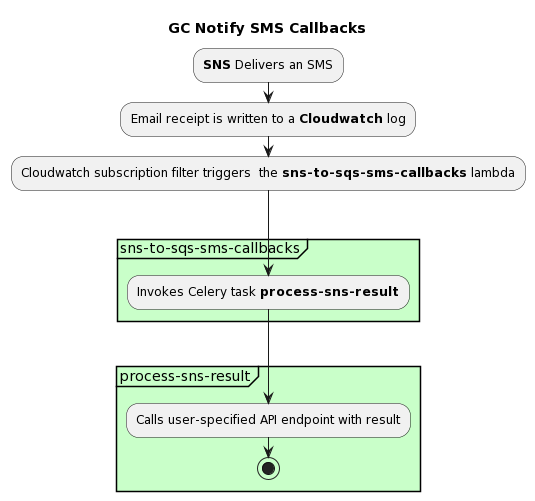 GC Notify SMS Callbacks
SNS Delivers an SMS
Email receipt is written to a Cloudwatch log
Cloudwatch subscription filter triggers  the sns-to-sqs-sms-callbacks lambda
sns-to-sqs-sms-callbacks
Invokes Celery task process-sns-result
process-sns-result
Calls user-specified API endpoint with result